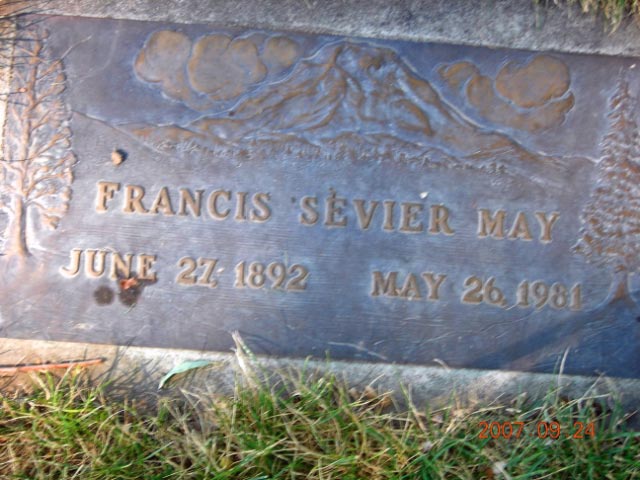 FRANCIS SEVIER MAY
JUNE 27, 1892 MAY 26, 1981
2007 09 24